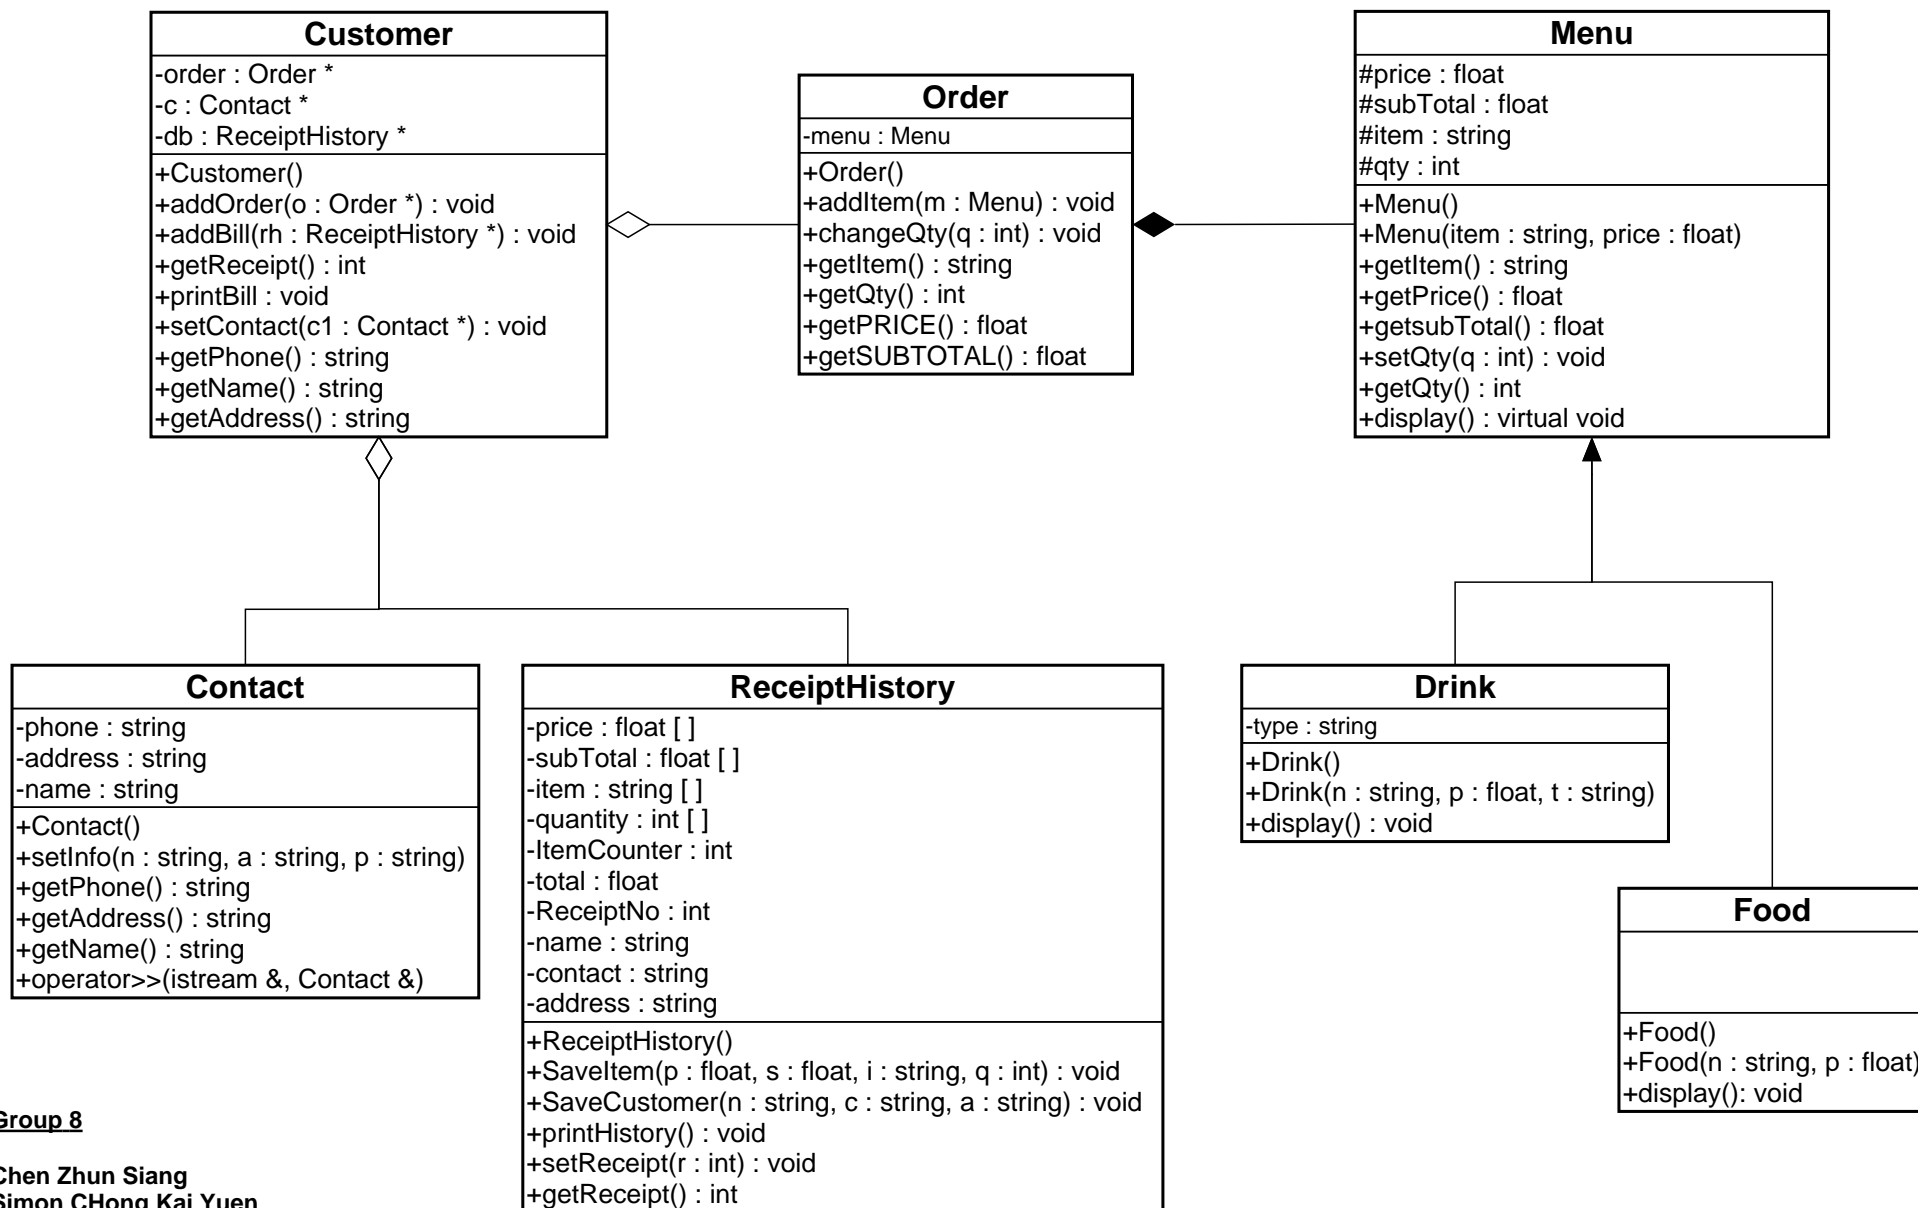 Customer
-order : Order *
-c : Contact *
-db : ReceiptHistory *
+Customer()
+addOrder(o : Order *) : void
+addBill(rh : ReceiptHistory *) : void
+getReceipt() : int
+printBill : void
+setContact(c1 : Contact *) : void
+getPhone() : string
+getName() : string
+getAddress() : string
Order
-menu : Menu
+Order()
+addItem(m : Menu) : void
+changeQty(q : int) : void
+getItem() : string
+getQty() : int
+getPRICE() : float
+getSUBTOTAL() : float
Menu
#price : float
#subTotal : float
#item : string
#qty : int
+Menu()
+Menu(item : string, price : float)
+getItem() : string
+getPrice() : float
+getsubTotal() : float
+setQty(q : int) : void
+getQty() : int
+display() : virtual void
Contact
-phone : string
-address : string
-name : string
+Contact()
+setInfo(n : string, a : string, p : string)
+getPhone() : string
+getAddress() : string
+getName() : string
+operator>>(istream &, Contact &)
ReceiptHistory
-price : float [ ]
-subTotal : float [ ]
-item : string [ ]
-quantity : int [ ]
-ItemCounter : int
-total : float
-ReceiptNo : int
-name : string
-contact : string
-address : string
+ReceiptHistory()
+SaveItem(p : float, s : float, i : string, q : int) : void
+SaveCustomer(n : string, c : string, a : string) : void
+printHistory() : void
+setReceipt(r : int) : void
+getReceipt() : int
Drink
-type : string
+Drink()
+Drink(n : string, p : float, t : string)
+display() : void
Food
+Food()
+Food(n : string, p : float)
+display(): void
Group 8
Chen Zhun Siang
Simon CHong Kai Yuen